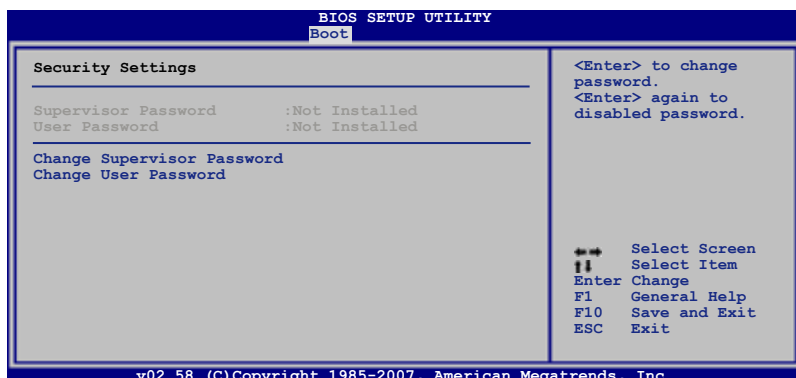 BIOS SETUP UTILITY
Boot
Security Settings
Supervisor Password :Not Installed
User Password :Not Installed
Change Supervisor Password
Change User Password
<Enter> to change
password.
<Enter> again to
disabled password.
←→ Select Screen
↑↓ Select Item
Enter Change
F1 General Help
F10 Save and Exit
ESC Exit
v02.58 (C)Copyright 1985-2007, American Megatrends, Inc.